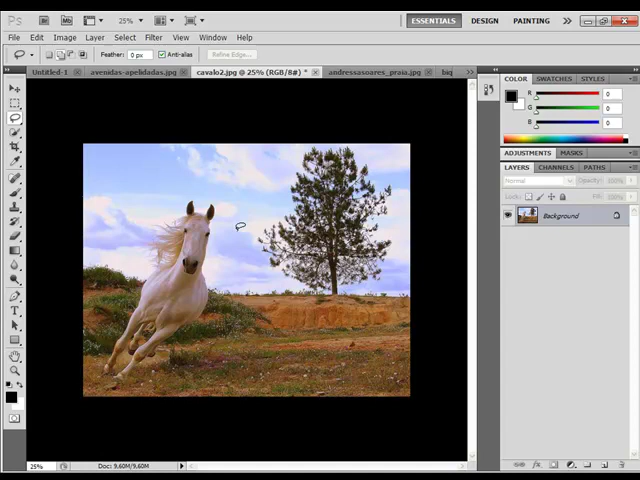 Ps Br Mb 25% ESSENTIALS DESIGN PAINTING
File Edit Image Layer Select Filter Analysis View Window Help
Feather: 0 px Anti-alias Refine Edge...
Untitled-1 avenidas-apelidadas.jpg cavalo2.jpg @ 25% (RGB/8#) * andressasoares_praia.jpg
COLOR SWATCHES STYLES
R 0
G 0
B 0
ADJUSTMENTS MASKS
LAYERS CHANNELS PATHS
Normal Opacity: 100%
Lock: Fill: 100%
Background
25% Doc: 9,60M/9,60M